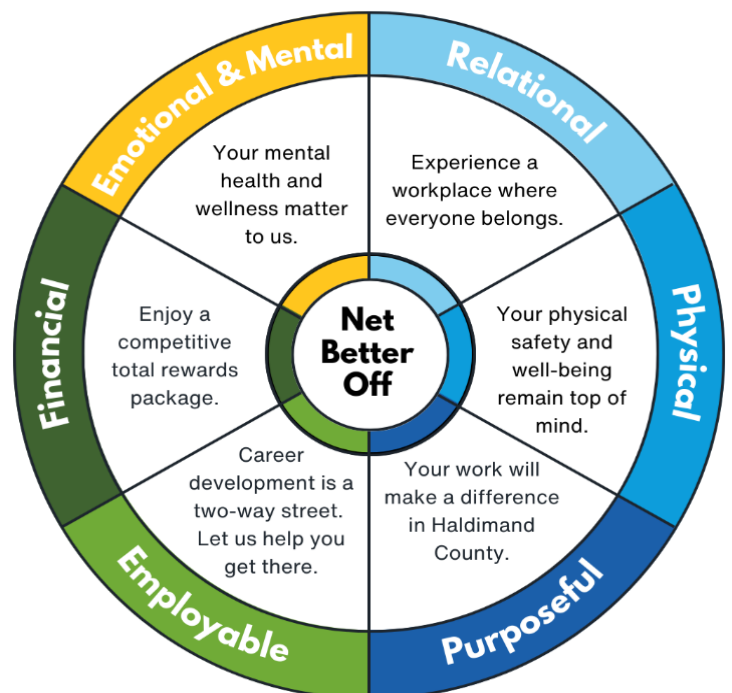 Emotional & Mental
Your mental
health and
wellness matter
to us.
Relational
Experience a
workplace where
everyone belongs.
Physical
Your physical
safety and
well-being
remain top of
mind.
Purposeful
Your work will
make a difference
in Haldimand
County.
Employable
Career
development is a
two-way street.
Let us help you
get there.
Financial
Enjoy a
competitive
total rewards
package.
Net
Better
Off